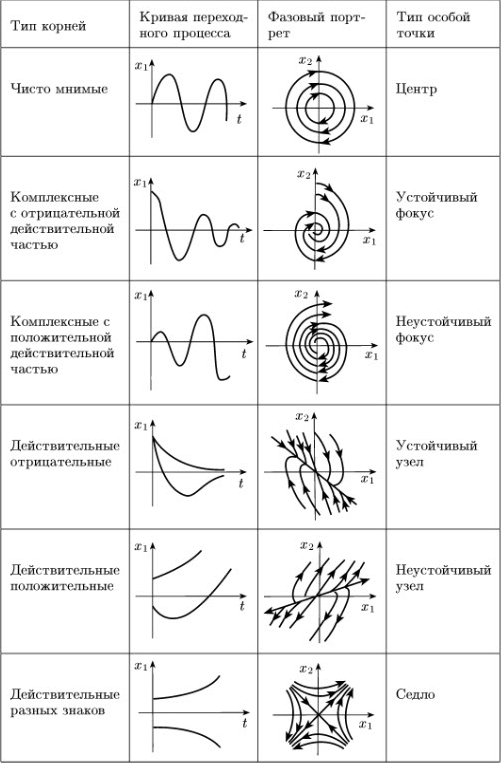 Тип корней
Кривая переход-
ного процесса
Фазовый порт-
рет
Тип особой
точки
Чисто мнимые
x₁
t
x₂
x₁
Центр
Комплексные
с отрицательной
действительной
частью
x₁
t
x₂
x₁
Устойчивый
фокус
Комплексные с
положительной
действительной
частью
x₁
t
x₂
x₁
Неустойчивый
фокус
Действительные
отрицательные
x₁
t
x₂
x₁
Устойчивый
узел
Действительные
положительные
x₁
t
x₂
x₁
Неустойчивый
узел
Действительные
разных знаков
x₁
t
x₂
x₁
Седло